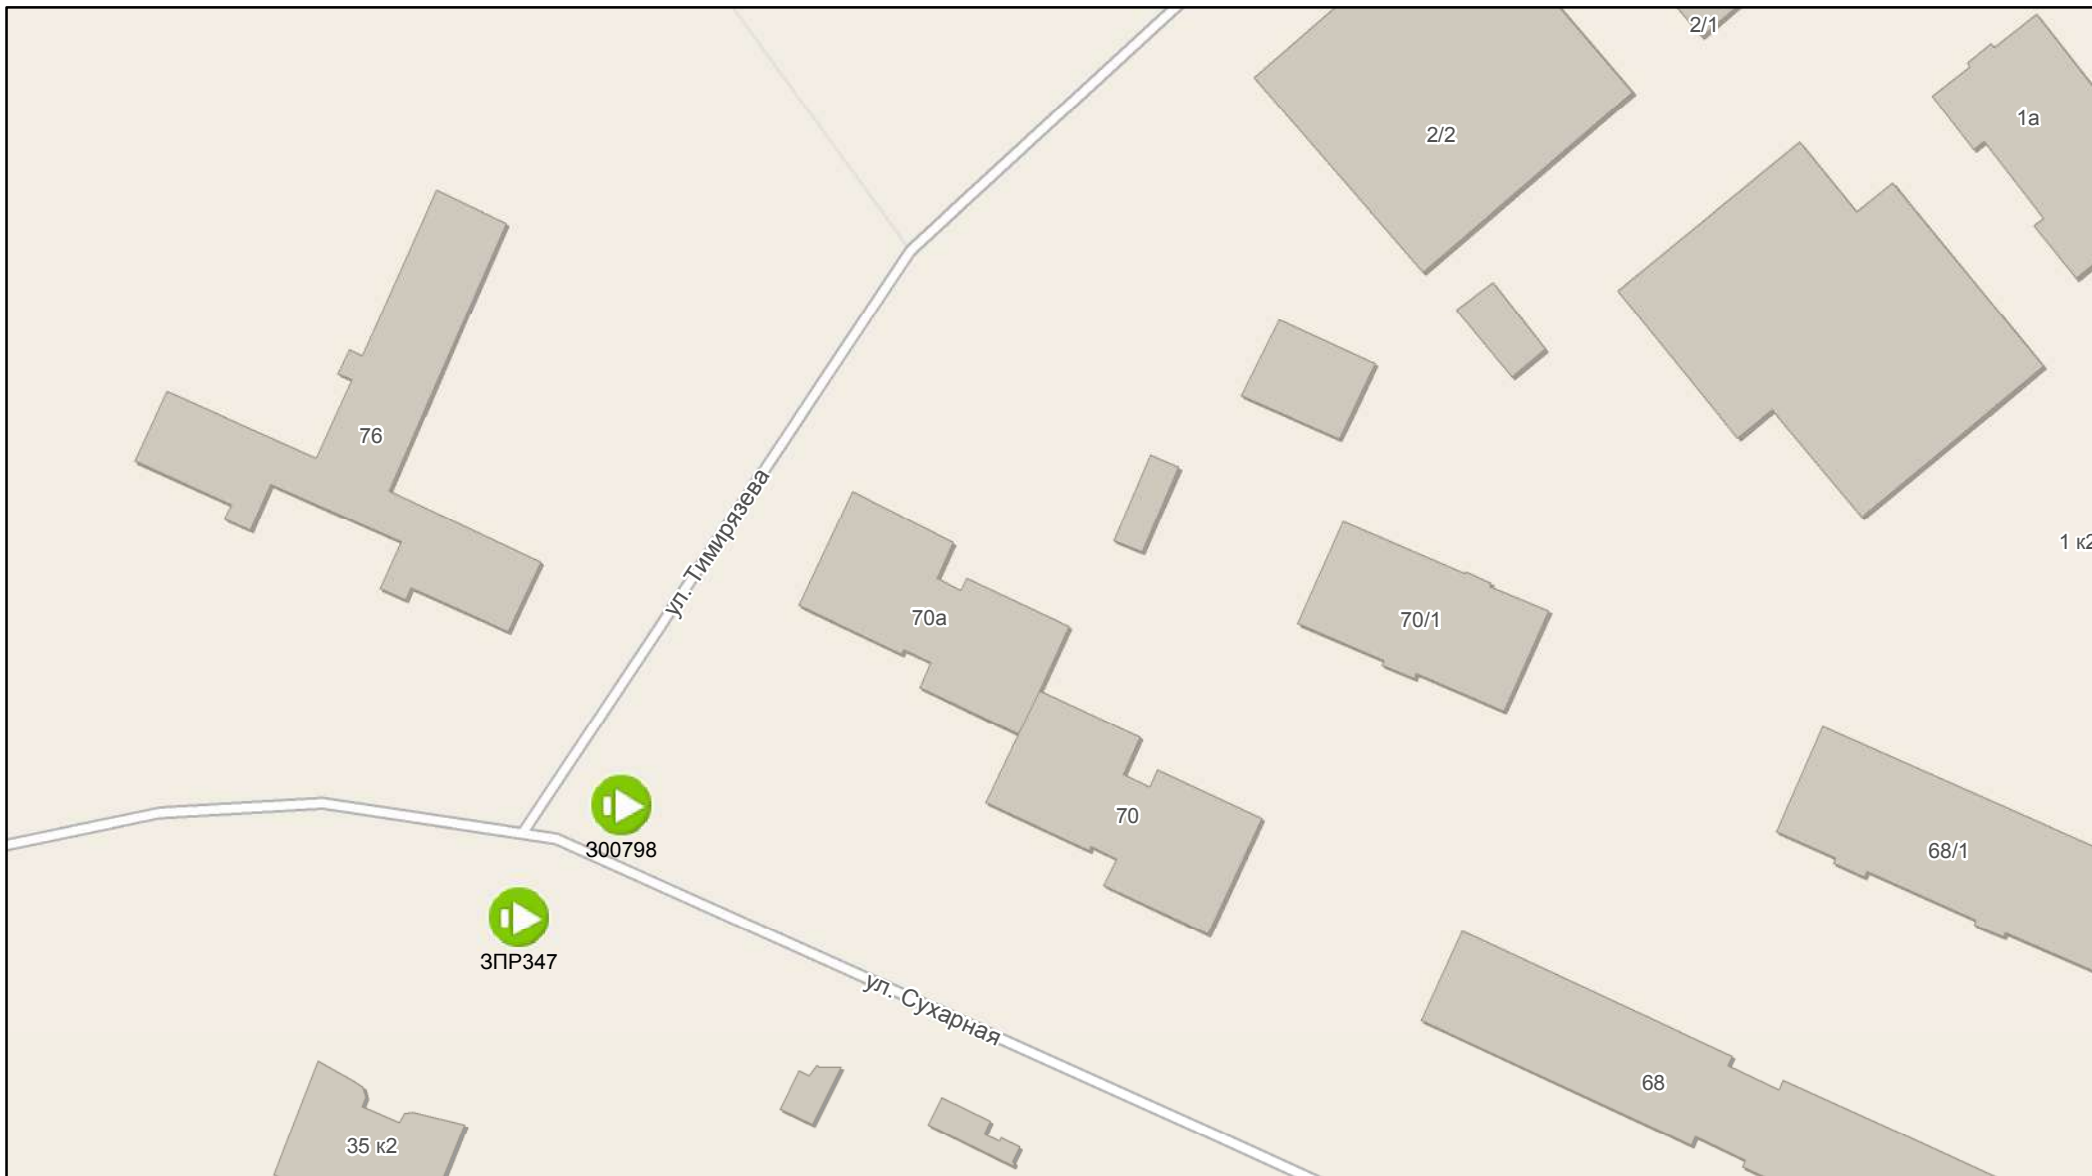 2/1
1а
2/2
76
ул. Тимирязева
1 к2
70а
70/1
300798
70
68/1
ЗПР347
ул. Сухарная
68
35 к2